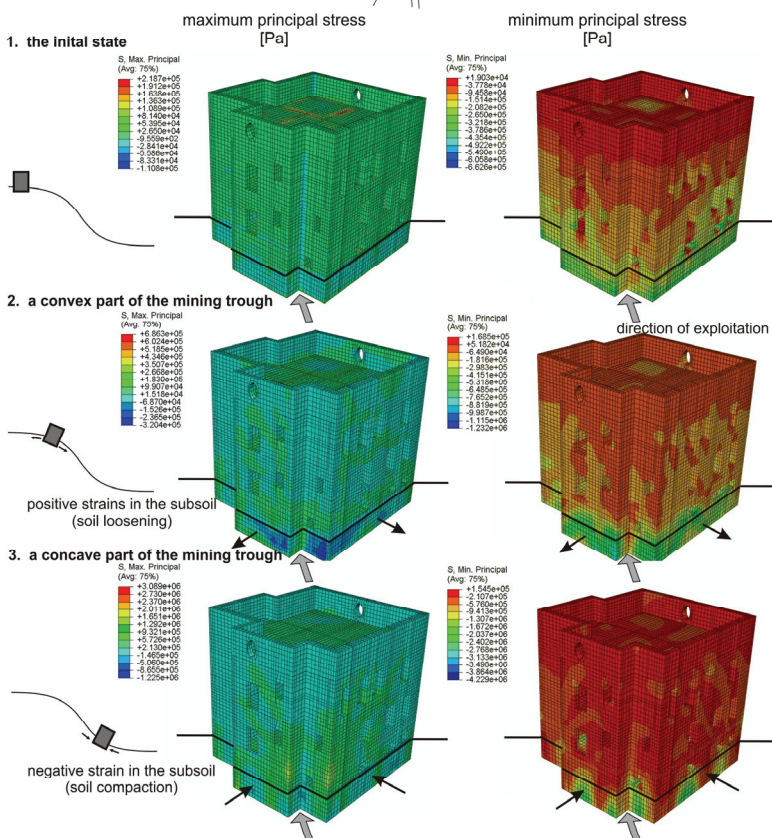 maximum principal stress
[Pa]
minimum principal stress
[Pa]
1. the inital state
S, Max. Principal
(Avg: 75%)
+2.187e+05
+1.912e+05
+1.638e+05
+1.363e+05
+1.089e+05
+8.140e+04
+5.395e+04
+2.650e+04
-9.559e+02
-2.841e+04
-5.586e+04
-8.331e+04
-1.108e+05
S, Min. Principal
(Avg: 75%)
+1.903e+04
-3.778e+04
-9.458e+04
-1.514e+05
-2.082e+05
-2.650e+05
-3.218e+05
-3.786e+05
-4.354e+05
-4.922e+05
-5.490e+05
-6.058e+05
-6.626e+05
2. a convex part of the mining trough
S, Max. Principal
(Avg: 75%)
+6.863e+05
+6.024e+05
+5.185e+05
+4.346e+05
+3.507e+05
+2.668e+05
+1.830e+05
+9.907e+04
+1.518e+04
-6.870e+04
-1.526e+05
-2.365e+05
-3.204e+05
S, Min. Principal
(Avg: 75%)
+1.685e+05
+5.182e+04
-6.490e+04
-1.816e+05
-2.983e+05
-4.151e+05
-5.318e+05
-6.485e+05
-7.652e+05
-8.819e+05
-9.987e+05
-1.115e+06
-1.232e+06
direction of exploitation
positive strains in the subsoil
(soil loosening)
3. a concave part of the mining trough
S, Max. Principal
(Avg: 75%)
+3.089e+06
+2.730e+06
+2.370e+06
+2.011e+06
+1.651e+06
+1.292e+06
+9.321e+05
+5.726e+05
+2.130e+05
-1.465e+05
-5.060e+05
-8.655e+05
-1.225e+06
S, Min. Principal
(Avg: 75%)
+1.545e+05
-2.107e+05
-5.760e+05
-9.413e+05
-1.307e+06
-1.672e+06
-2.037e+06
-2.402e+06
-2.768e+06
-3.133e+06
-3.498e+06
-3.864e+06
-4.229e+06
negative strain in the subsoil
(soil compaction)